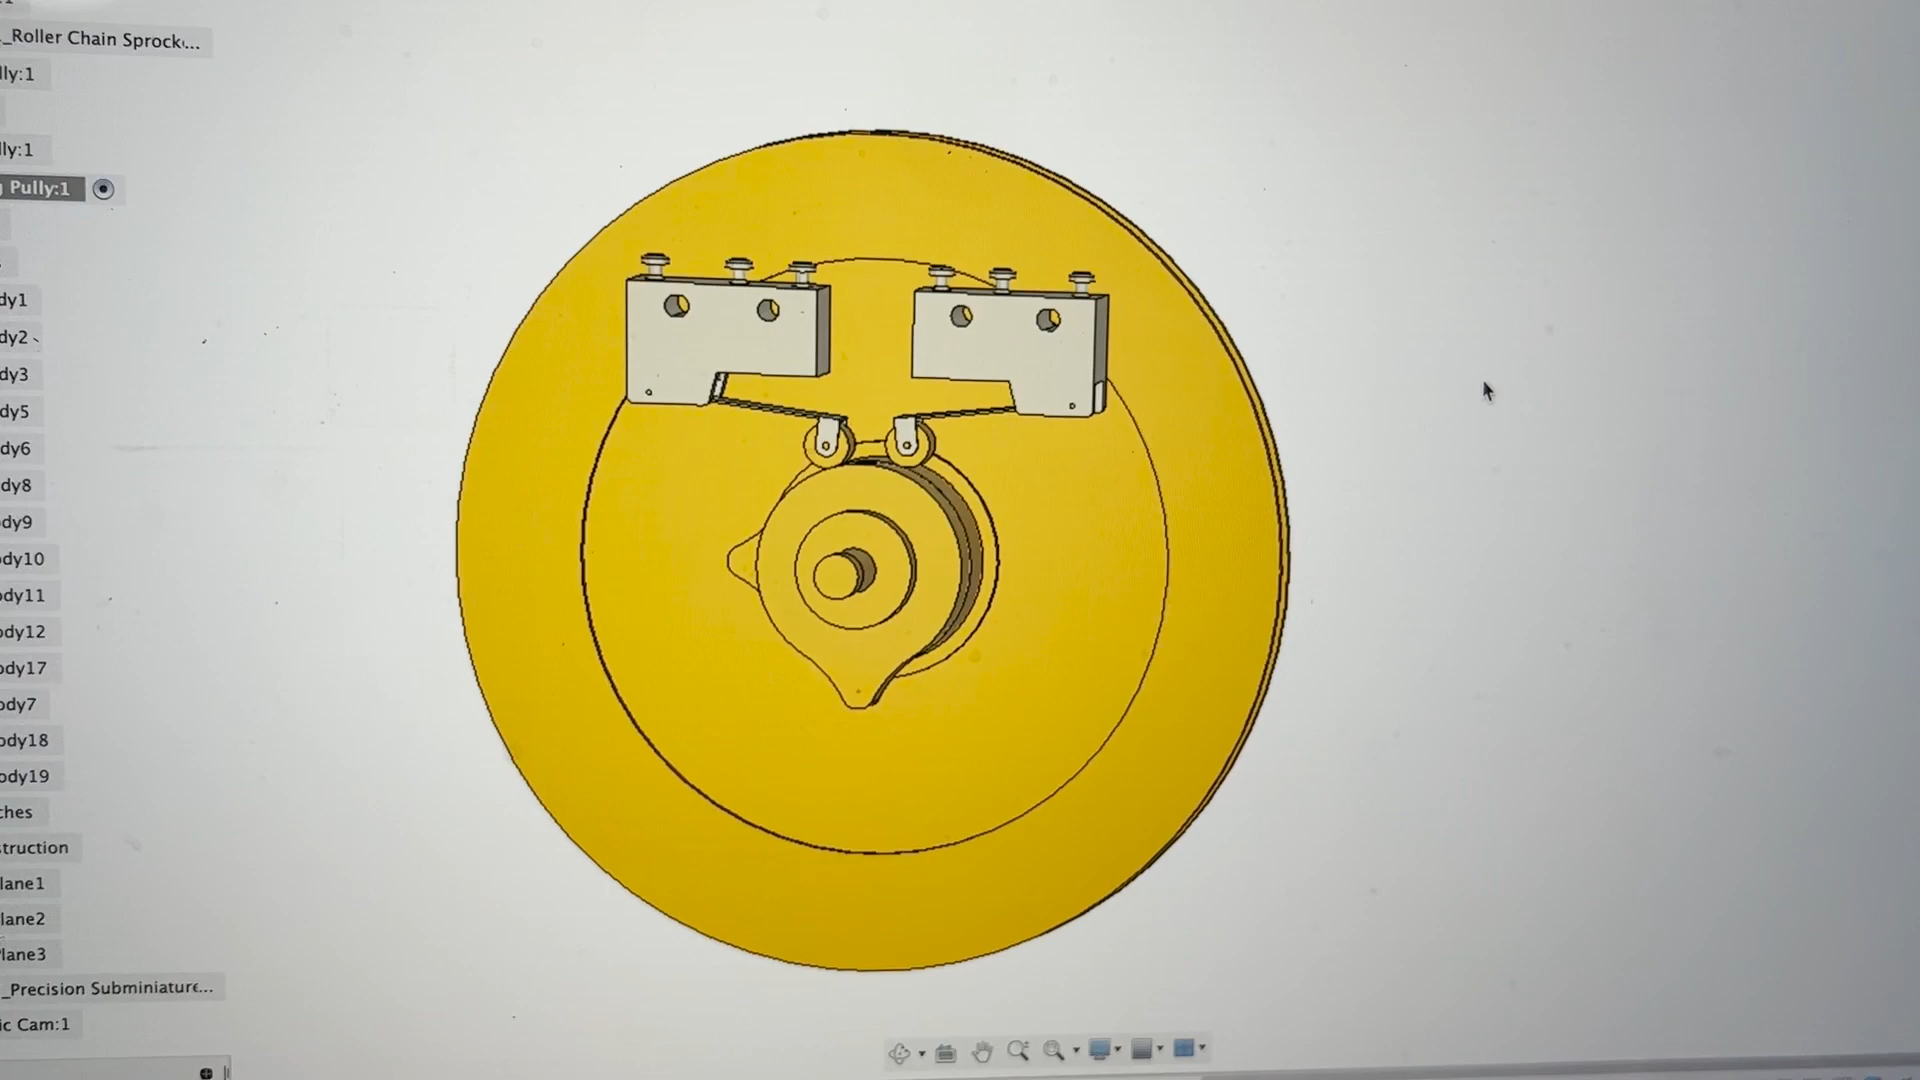 _Roller Chain Sprock...
lly:1
lly:1
Pully:1
dy1
dy2
dy3
dy5
dy6
dy8
dy9
dy10
dy11
dy12
dy17
dy7
dy18
dy19
ches
struction
lane1
lane2
lane3
_Precision Subminiature...
ic Cam:1